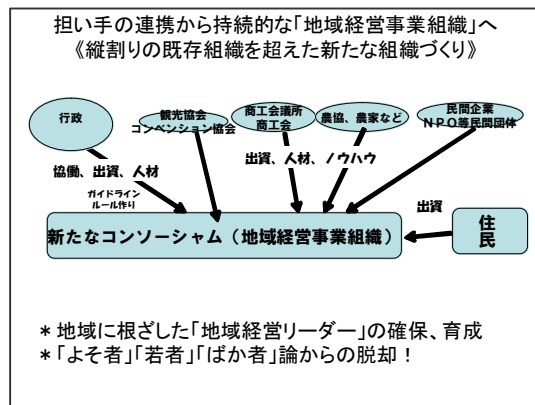 担い手の連携から持続的な「地域経営事業組織」へ
《縦割りの既存組織を超えた新たな組織づくり》
行政
観光協会
コンベンション協会
商工会議所
商工会
農協、農家など
民間企業
ＮＰＯ等民間団体
協働、出資、人材
出資、人材、ノウハウ
ガイドライン
ルール作り
出資
新たなコンソーシャム（地域経営事業組織）
住
民
＊地域に根ざした「地域経営リーダー」の確保、育成
＊「よそ者」「若者」「ばか者」論からの脱却！